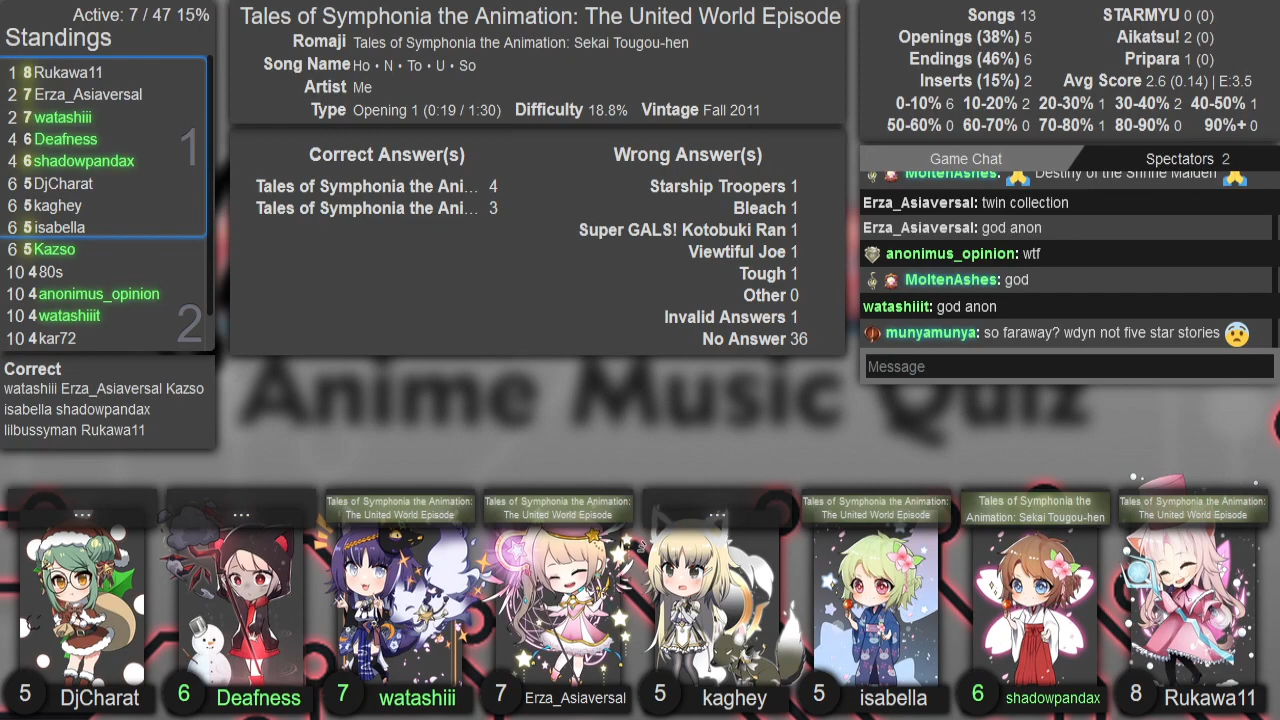 Active: 7 / 47 15%
Standings
1 8 Rukawa11
2 7 Erza_Asiaversal
2 7 watashiii
4 6 Deafness
4 6 shadowpandax
6 5 DjCharat
6 5 kaghey
6 5 isabella
1
6 5 Kazso
10 4 80s
10 4 anonimus_opinion
10 4 watashiiit
10 4 kar72
2
Correct
watashiii Erza_Asiaversal Kazso
isabella shadowpandax
lilbussyman Rukawa11
Tales of Symphonia the Animation: The United World Episode
Romaji Tales of Symphonia the Animation: Sekai Tougou-hen
Song Name Ho・N・To・U・So
Artist Me
Type Opening 1 (0:19 / 1:30) Difficulty 18.8% Vintage Fall 2011
Correct Answer(s)
Tales of Symphonia the Ani... 4
Tales of Symphonia the Ani... 3
Wrong Answer(s)
Starship Troopers 1
Bleach 1
Super GALS! Kotobuki Ran 1
Viewtiful Joe 1
Tough 1
Other 0
Invalid Answers 1
No Answer 36
Songs 13 STARMYU 0 (0)
Openings (38%) 5 Aikatsu! 2 (0)
Endings (46%) 6 Pripara 1 (0)
Inserts (15%) 2 Avg Score 2.6 (0.14) | E:3.5
0-10% 6 10-20% 2 20-30% 1 30-40% 2 40-50% 1
50-60% 0 60-70% 0 70-80% 1 80-90% 0 90%+ 0
Game Chat Spectators 2
MoltenAshes: 🙏 Destiny of the Shrine Maiden 🙏
Erza_Asiaversal: twin collection
Erza_Asiaversal: god anon
anonimus_opinion: wtf
MoltenAshes: god
watashiiit: god anon
munyamunya: so faraway? wdyn not five star stories 😨
Message
Anime Music Quiz
...
...
Tales of Symphonia the Animation:
The United World Episode
Tales of Symphonia the Animation:
The United World Episode
...
Tales of Symphonia the Animation:
The United World Episode
Tales of Symphonia the
Animation: Sekai Tougou-hen
Tales of Symphonia the Animation:
The United World Episode
5 DjCharat
6 Deafness
7 watashiii
7 Erza_Asiaversal
5 kaghey
5 isabella
6 shadowpandax
8 Rukawa11